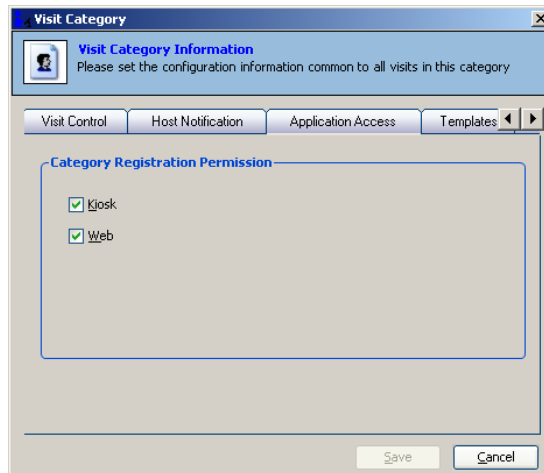 Visit Category
Visit Category Information
Please set the configuration information common to all visits in this category
Visit Control Host Notification Application Access Templates
Category Registration Permission
Kiosk
Web
Save Cancel